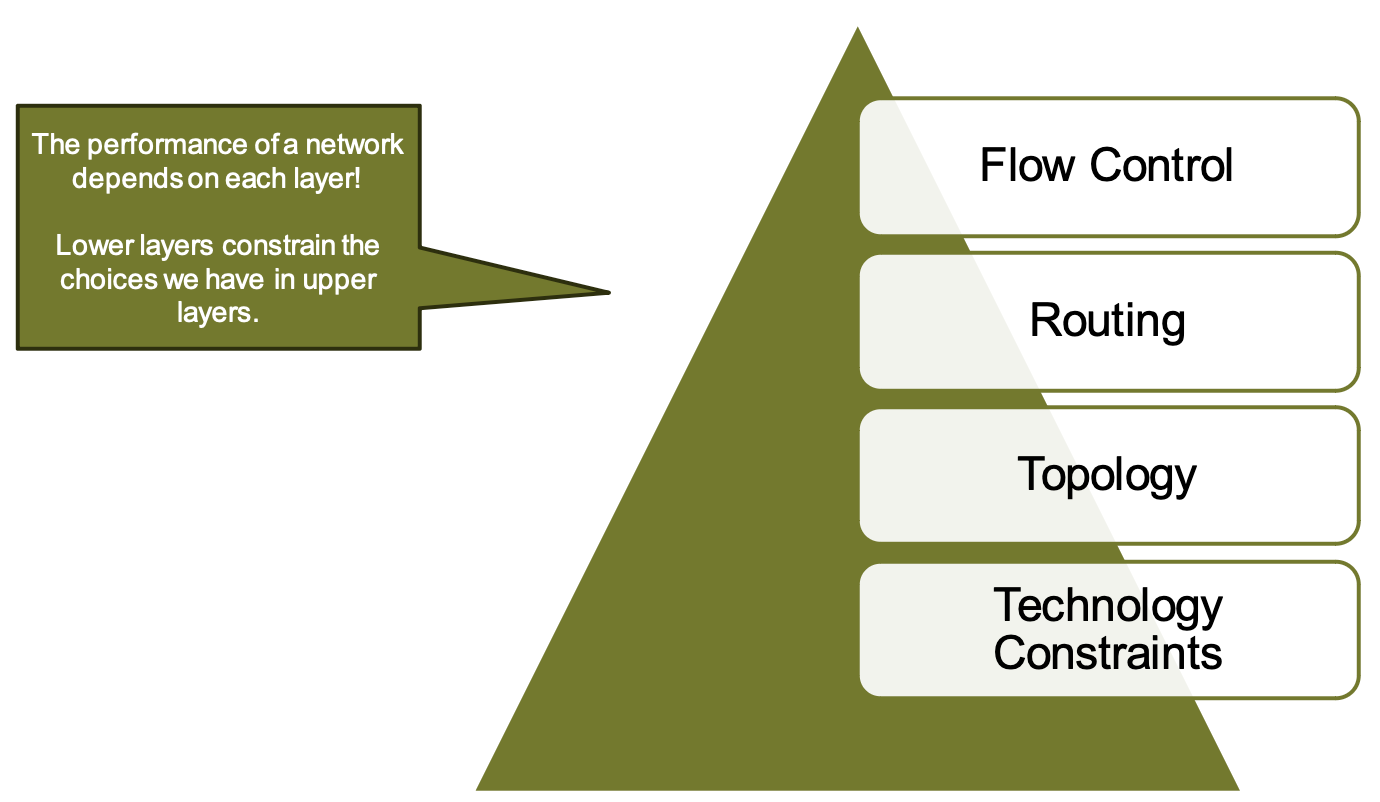 The performance of a network
depends on each layer!
Lower layers constrain the
choices we have in upper
layers.
Flow Control
Routing
Topology
Technology
Constraints